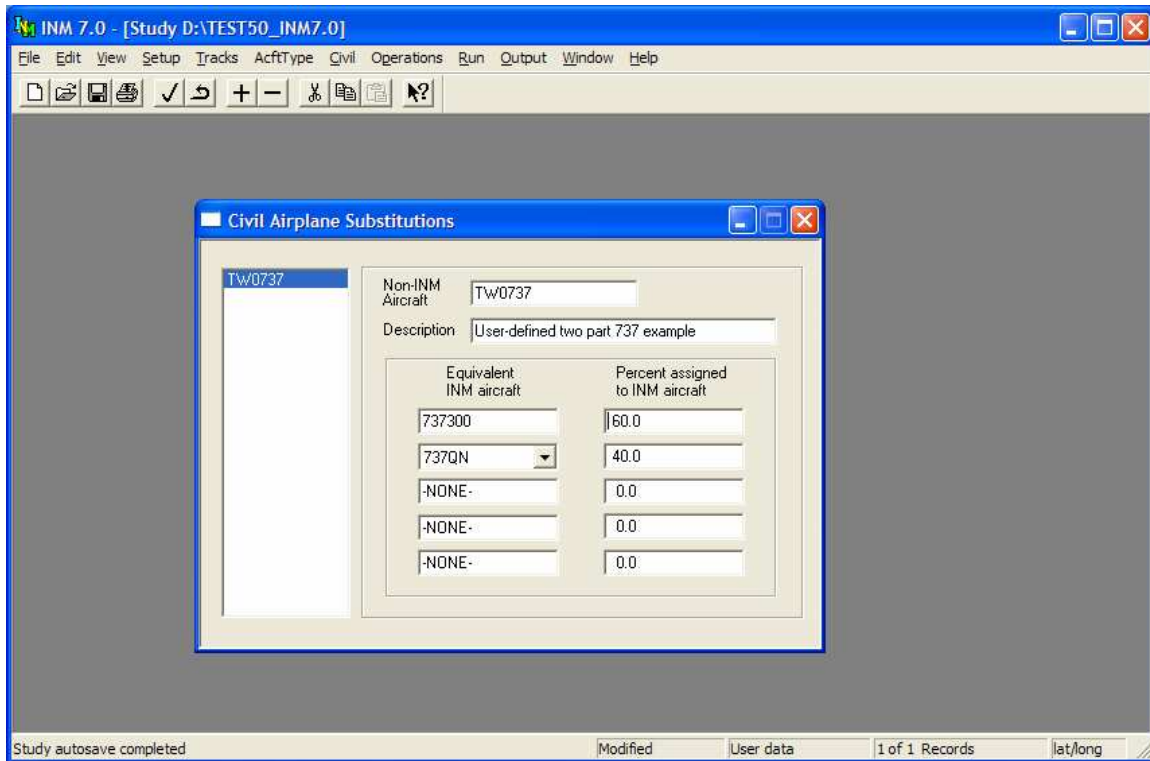 INM 7.0 - [Study D:\TEST50_INM7.0]
File Edit View Setup Tracks AcftType Civil Operations Run Output Window Help
Civil Airplane Substitutions
TW0737
Non-INM
Aircraft
TW0737
Description
User-defined two part 737 example
Equivalent
INM aircraft
Percent assigned
to INM aircraft
737300 60.0
737QN 40.0
-NONE- 0.0
-NONE- 0.0
-NONE- 0.0
Study autosave completed Modified User data 1 of 1 Records lat/long